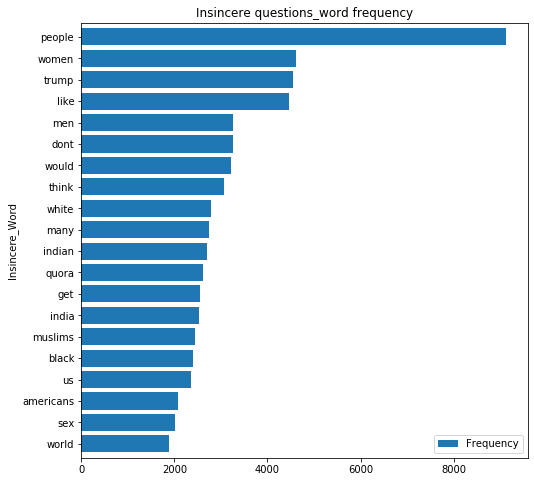 Insincere questions_word frequency
Insincere_Word
people
women
trump
like
men
dont
would
think
white
many
indian
quora
get
india
muslims
black
us
americans
sex
world
Frequency
0 2000 4000 6000 8000